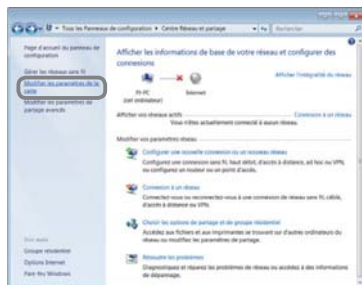 « Tous les Panneaux de configuration » Centre Réseau et partage
Rechercher
Page d'accueil du panneau de
configuration
Gérer les réseaux sans fil
Modifier les paramètres de la
carte
Modifier les paramètres de
partage avancés
Voir aussi
Groupe résidentiel
Options Internet
Pare-feu Windows
Afficher les informations de base de votre réseau et configurer des
connexions
Afficher l'intégralité du réseau
(cet ordinateur)
Internet
Afficher vos réseaux actifs
Connexion à un réseau
Vous n'êtes actuellement connecté à aucun réseau.
Modifier vos paramètres réseau
Configurer une nouvelle connexion ou un nouveau réseau
Configurez une connexion sans fil, haut débit, d'accès à distance, ad hoc ou VPN,
ou configurez un routeur ou un point d'accès.
Connexion à un réseau
Connectez-vous ou reconnectez-vous à une connexion de réseau sans fil, câblé,
d'accès à distance ou VPN.
Choisir les options de partage et de groupe résidentiel
Accédez aux fichiers et aux imprimantes se trouvant sur d'autres ordinateurs du
réseau ou modifiez les paramètres de partage.
Résoudre les problèmes
Diagnostiquez et réparez les problèmes de réseau ou accédez à des informations
de dépannage.